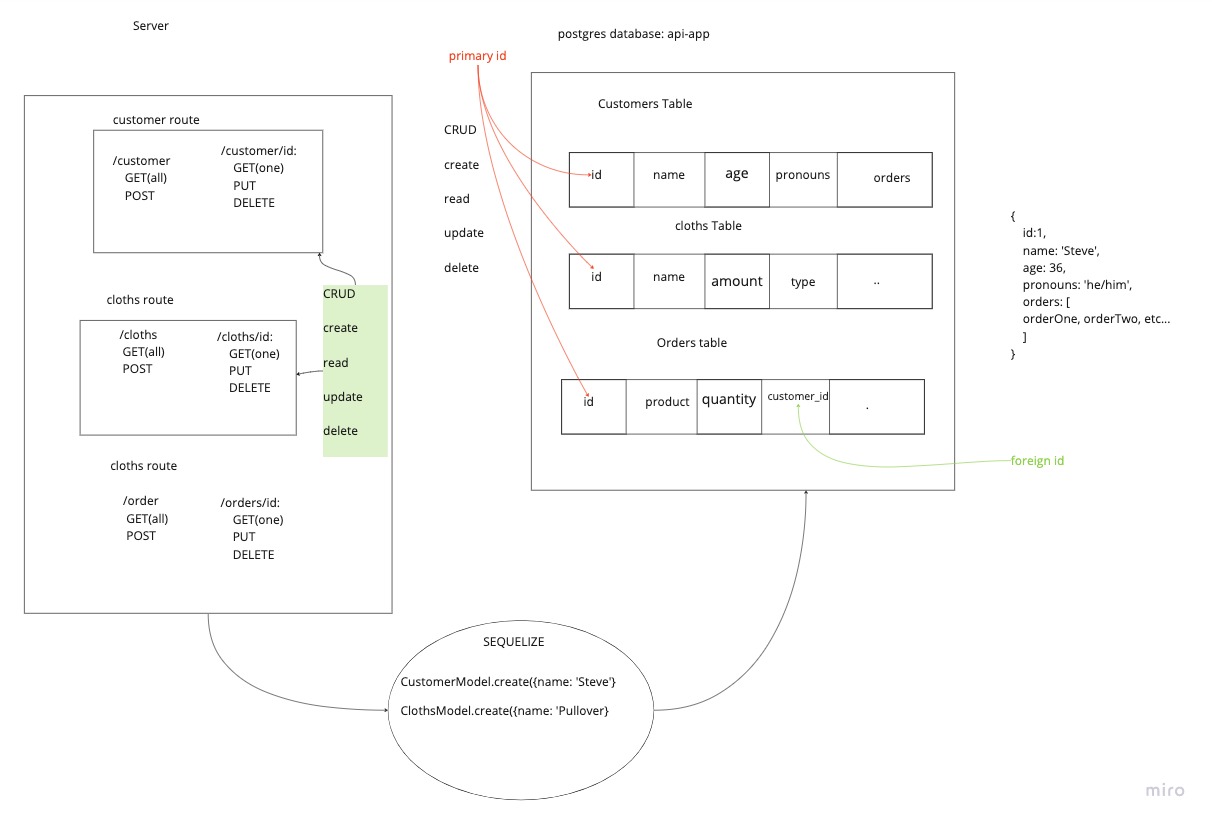 Server
customer route
/customer
GET(all)
POST
/customer/id:
GET(one)
PUT
DELETE
cloths route
/cloths
GET(all)
POST
/cloths/id:
GET(one)
PUT
DELETE
CRUD
create
read
update
delete
cloths route
/order
GET(all)
POST
/orders/id:
GET(one)
PUT
DELETE
primary id
CRUD
create
read
update
delete
postgres database: api-app
Customers Table
id name age pronouns orders
cloths Table
id name amount type ..
Orders table
id product quantity customer_id .
foreign id
{
id:1,
name: 'Steve',
age: 36,
pronouns: 'he/him',
orders: [
orderOne, orderTwo, etc...
]
}
SEQUELIZE
CustomerModel.create({name: 'Steve'}
ClothsModel.create({name: 'Pullover}
miro